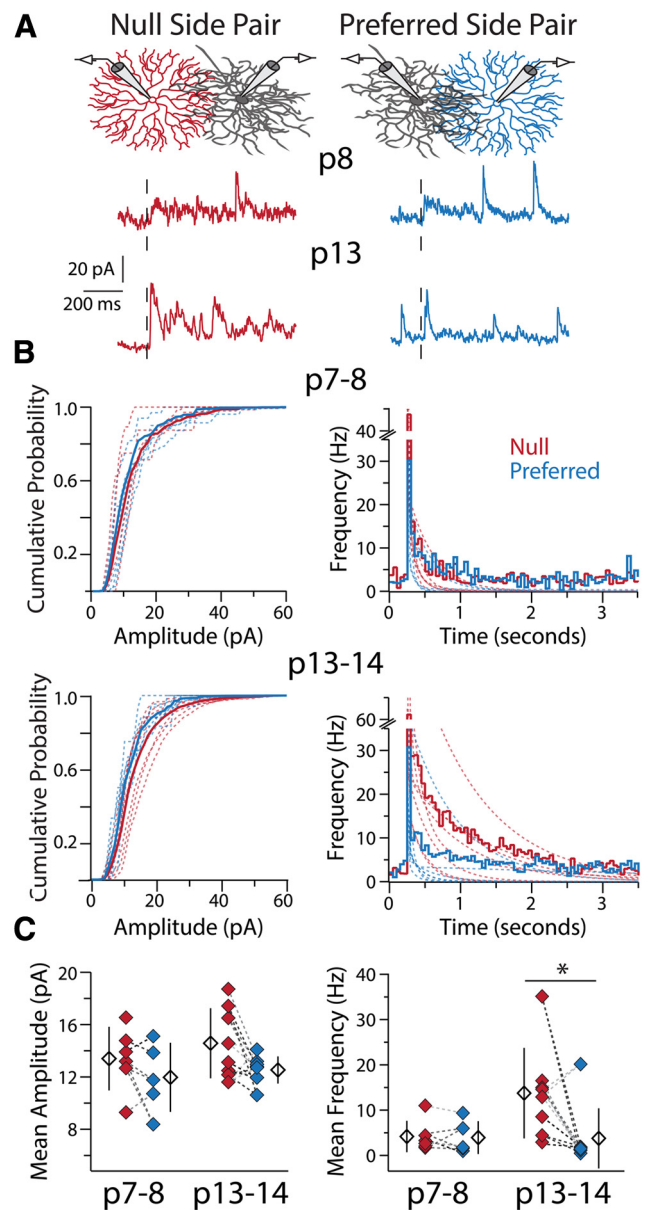 A
Null Side Pair
Preferred Side Pair
p8
p13
20 pA
200 ms
B
p7-8
Cumulative Probability
1.0
0.6
0.2
0
0
20
40
60
Amplitude (pA)
Frequency (Hz)
40
30
20
10
0
Null
Preferred
0
1
2
3
Time (seconds)
p13-14
Cumulative Probability
1.0
0.6
0.2
0
0
20
40
60
Amplitude (pA)
Frequency (Hz)
60
30
20
10
0
0
1
2
3
Time (seconds)
C
Mean Amplitude (pA)
20
16
12
8
p7-8
p13-14
Mean Frequency (Hz)
40
30
20
10
0
*
p7-8
p13-14